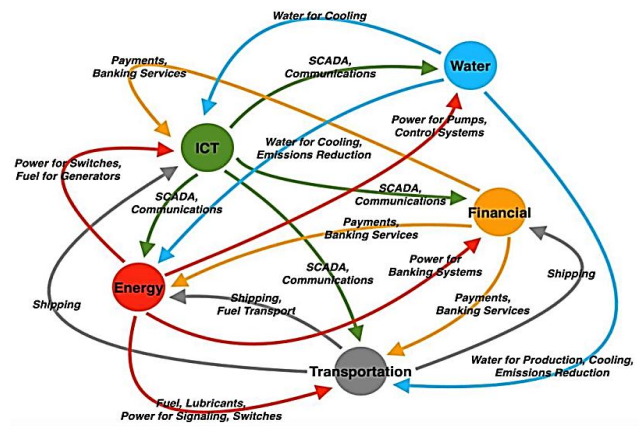 Water for Cooling
Payments,
Banking Services
SCADA,
Communications
Water
Power for Pumps,
Control Systems
ICT
Water for Cooling,
Emissions Reduction
Power for Switches,
Fuel for Generators
SCADA,
Communications
SCADA,
Communications
Financial
Payments,
Banking Services
SCADA,
Communications
Power for
Banking Systems
Shipping
Energy
Shipping
Shipping,
Fuel Transport
Payments,
Banking Services
Transportation
Water for Production, Cooling,
Emissions Reduction
Fuel, Lubricants,
Power for Signaling, Switches